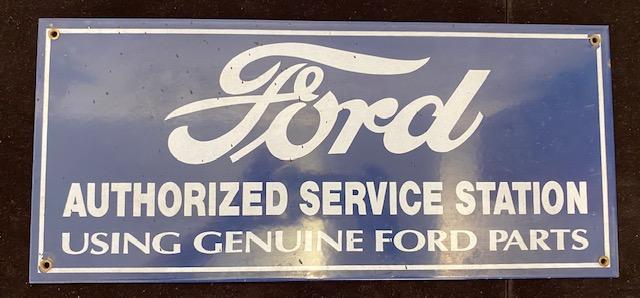 Ford
AUTHORIZED SERVICE STATION
USING GENUINE FORD PARTS